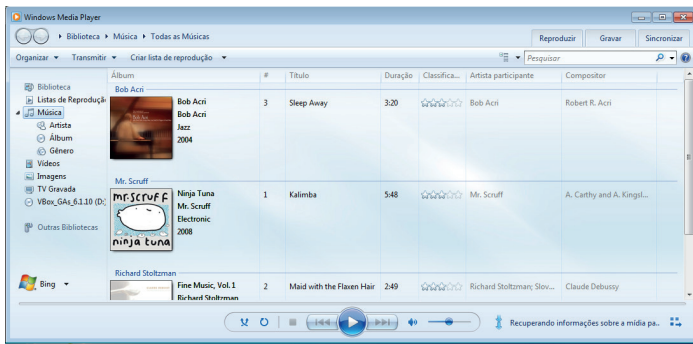 Windows Media Player
Biblioteca Música Todas as Músicas
Reproduzir Gravar Sincronizar
Organizar Transmitir Criar lista de reprodução Pesquisar
Álbum # Título Duração Classifica... Artista participante Compositor
Biblioteca
Listas de Reproduçã
Música
Artista
Álbum
Gênero
Vídeos
Imagens
TV Gravada
VBox_GAs_6.1.10 (D:
Outras Bibliotecas
Bing
Bob Acri
Bob Acri 3 Sleep Away 3:20 Bob Acri Robert R. Acri
Bob Acri
Jazz
2004
Mr. Scruff
mr.scruff
ninja tuna
Ninja Tuna 1 Kalimba 5:48 Mr. Scruff A. Carthy and A. Kingsl...
Mr. Scruff
Electronic
2008
Richard Stoltzman
Fine Music, Vol. 1 2 Maid with the Flaxen Hair 2:49 Richard Stoltzman; Slov... Claude Debussy
Richard Stoltzman
Recuperando informações sobre a mídia pa..